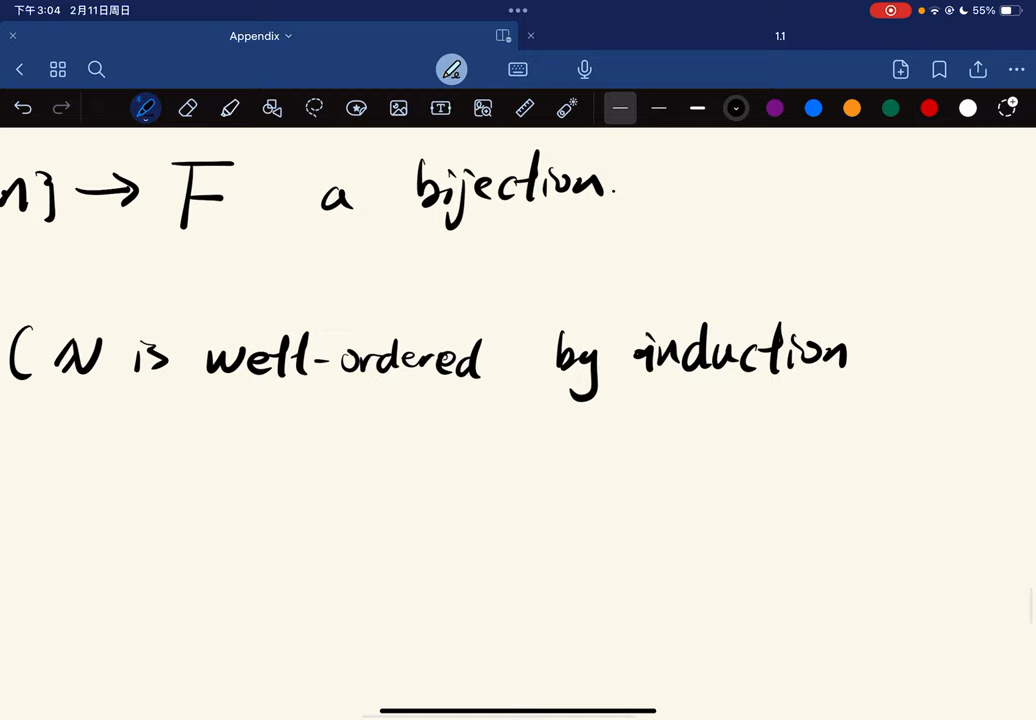 下午3:04 2月11日周日
55%
Appendix
1.1
n} → F a bijection.
( N is well-ordered by induction